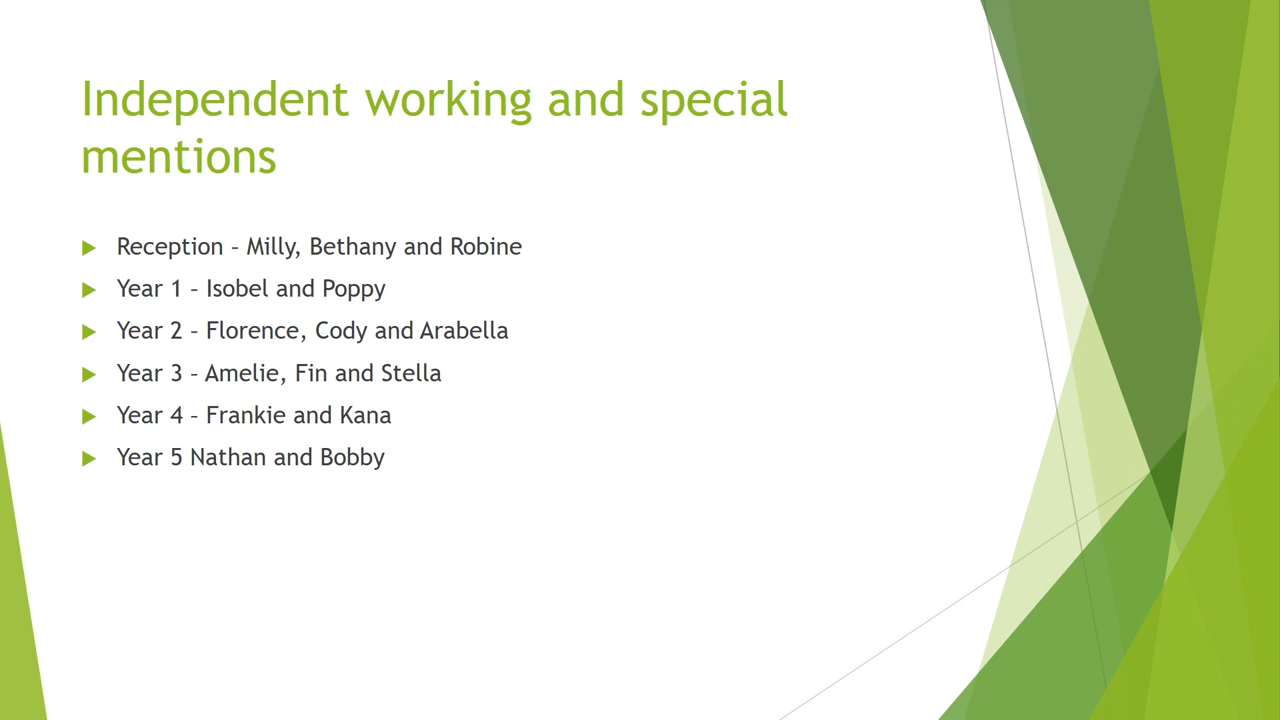 Independent working and special
mentions
Reception – Milly, Bethany and Robine
Year 1 – Isobel and Poppy
Year 2 – Florence, Cody and Arabella
Year 3 – Amelie, Fin and Stella
Year 4 – Frankie and Kana
Year 5 Nathan and Bobby